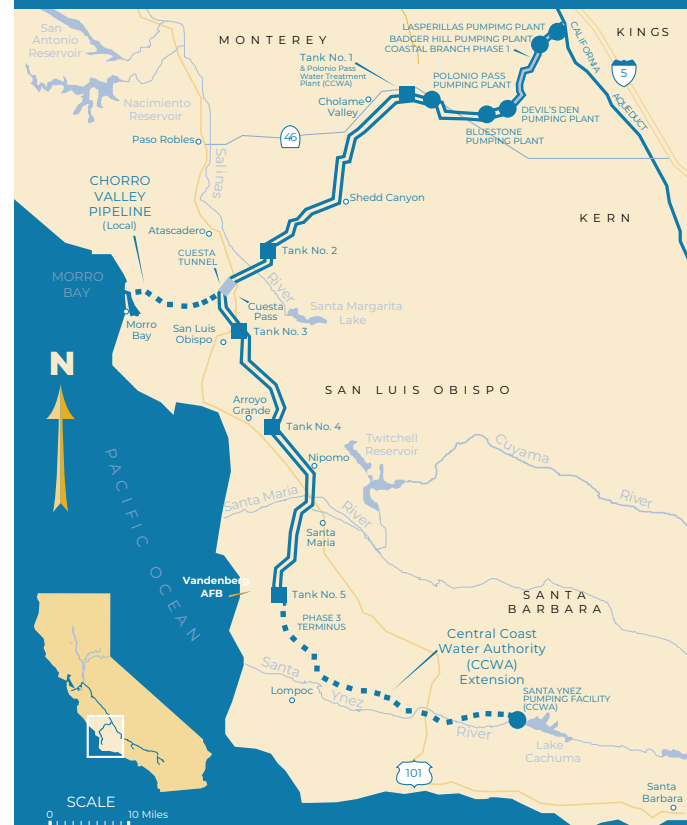 San
Antonio
Reservoir
MONTEREY
LASPERILLAS PUMPIMG PLANT
BADGER HILL PUMPING PLANT
COASTAL BRANCH PHASE 1
KINGS
CALIFORNIA
AQUEDUCT
5
Tank No. 1
& Polonio Pass
Water Treatment
Plant (CCWA)
POLONIO PASS
PUMPING PLANT
Nacimiento
Reservoir
Cholame
Valley
DEVIL'S DEN
PUMPING PLANT
BLUESTONE
PUMPING PLANT
Paso Robles
46
Salinas
River
CHORRO
VALLEY
PIPELINE
(Local)
Shedd Canyon
KERN
Atascadero
CUESTA
TUNNEL
Tank No. 2
MORRO
BAY
Cuesta
Pass
Santa Margarita
Lake
Morro
Bay
San Luis
Obispo
Tank No. 3
N
SAN LUIS OBISPO
Arroyo
Grande
Tank No. 4
Twitchell
Reservoir
Cuyama
River
Nipomo
Santa Maria
River
Santa
Maria
PACIFIC OCEAN
Vandenberg
AFB
Tank No. 5
SANTA
BARBARA
PHASE 3
TERMINUS
Central Coast
Water Authority
(CCWA)
Extension
Santa
Ynez
River
Lompoc
SANTA YNEZ
PUMPING FACILITY
(CCWA)
Lake
Cachuma
101
Santa
Barbara
SCALE
0 10 Miles